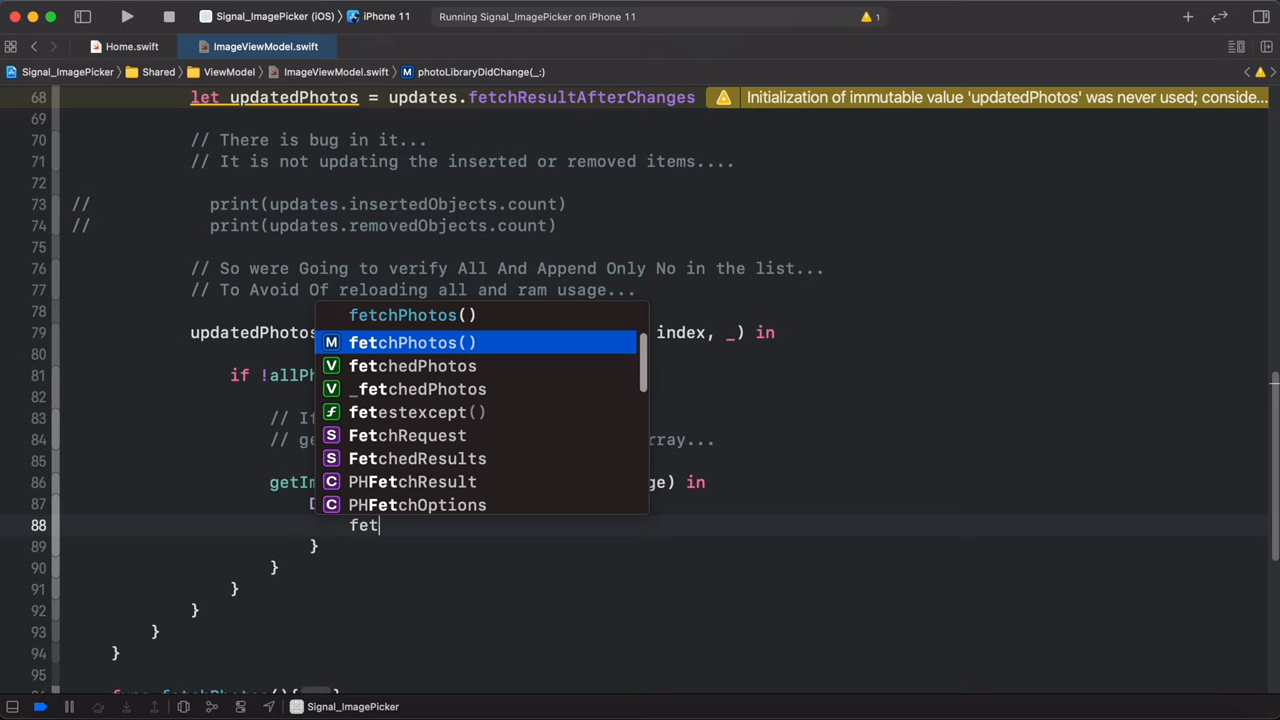 Signal_ImagePicker (iOS) 〉 iPhone 11
Running Signal_ImagePicker on iPhone 11
1
Home.swift
ImageViewModel.swift
Signal_ImagePicker 〉 Shared 〉 ViewModel 〉 ImageViewModel.swift 〉 M photoLibraryDidChange(_:)
68 let updatedPhotos = updates.fetchResultAfterChanges Initialization of immutable value 'updatedPhotos' was never used; conside...
69
70 // There is bug in it...
71 // It is not updating the inserted or removed items....
72
73 // print(updates.insertedObjects.count)
74 // print(updates.removedObjects.count)
75
76 // So were Going to verify All And Append Only No in the list...
77 // To Avoid Of reloading all and ram usage...
78
fetchPhotos()
79 updatedPhotos index, _) in
M fetchPhotos()
80
V fetchedPhotos
81 if !allPh
V _fetchedPhotos
82
f fetestexcept()
83 // If
S FetchRequest
84 // ge rray...
S FetchedResults
85
86 getIm ge) in
C PHFetchResult
87 D
C PHFetchOptions
88 fet
89 }
90 }
91 }
92 }
93 }
94 }
95
Signal_ImagePicker